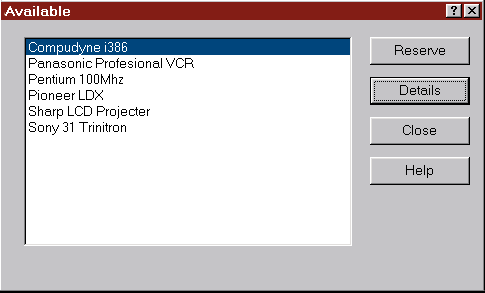 Available
Compudyne i386
Panasonic Profesional VCR
Pentium 100Mhz
Pioneer LDX
Sharp LCD Projecter
Sony 31 Trinitron
Reserve
Details
Close
Help